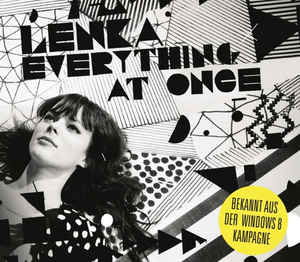 LENKA
EVERYTHING
AT ONCE
BEKANNT AUS
DER WINDOWS 8
KAMPAGNE